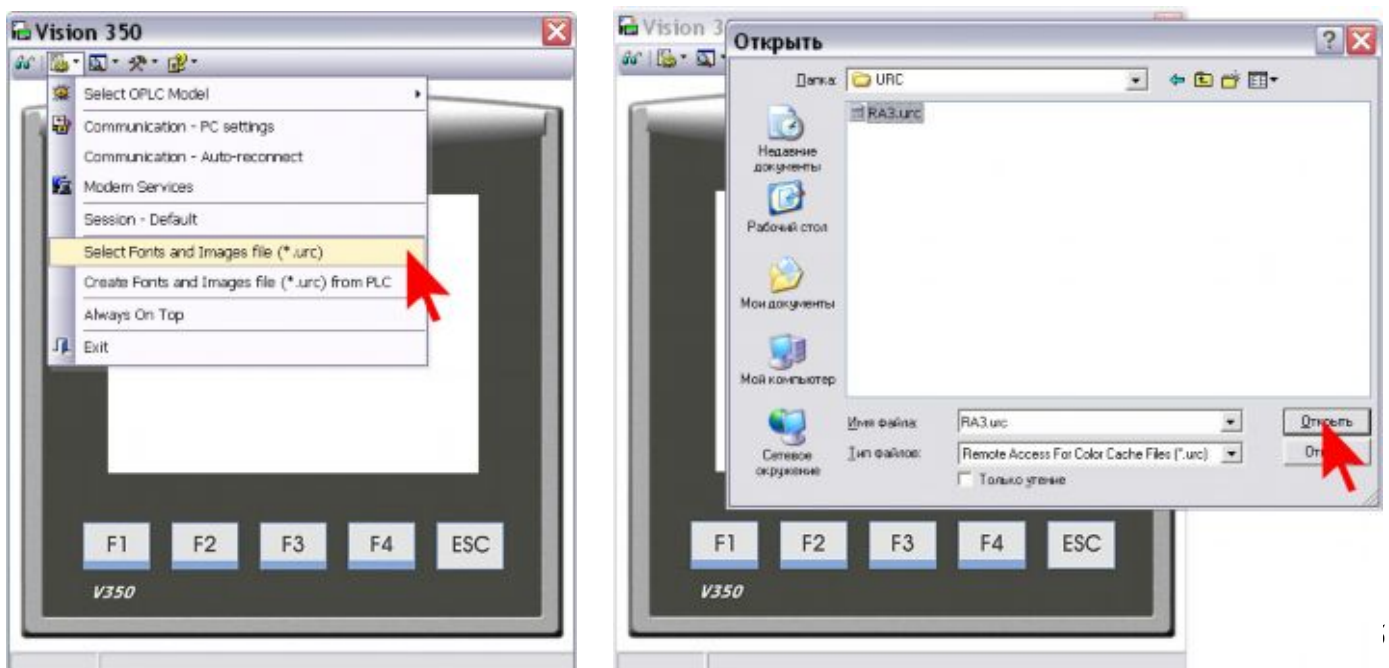 Vision 350
Select OPLC Model
Communication - PC settings
Communication - Auto-reconnect
Modem Services
Session - Default
Select Fonts and Images file (*.urc)
Create Fonts and Images file (*.urc) from PLC
Always On Top
Exit
F1 F2 F3 F4 ESC
V350
Vision 3
Открыть
Папка: URC
RA3.urc
Недавние
документы
Рабочий стол
Мои документы
Мой компьютер
Сетевое
окружение
Имя файла: RA3.urc Открыть
Тип файлов: Remote Access For Color Cache Files (*.urc)
Только чтение
F1 F2 F3 F4 ESC
V350